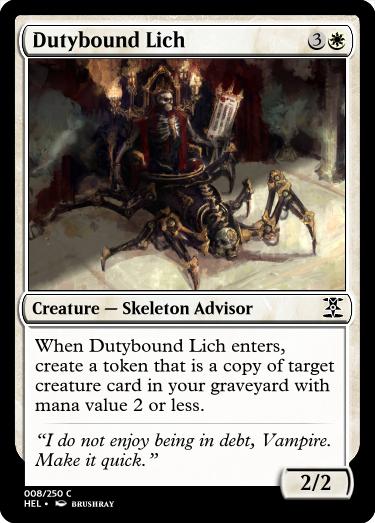 Dutybound Lich 3
Creature — Skeleton Advisor
When Dutybound Lich enters,
create a token that is a copy of target
creature card in your graveyard with
mana value 2 or less.
“I do not enjoy being in debt, Vampire.
Make it quick.”
2/2
008/250 C
HEL • BRUSHRAY